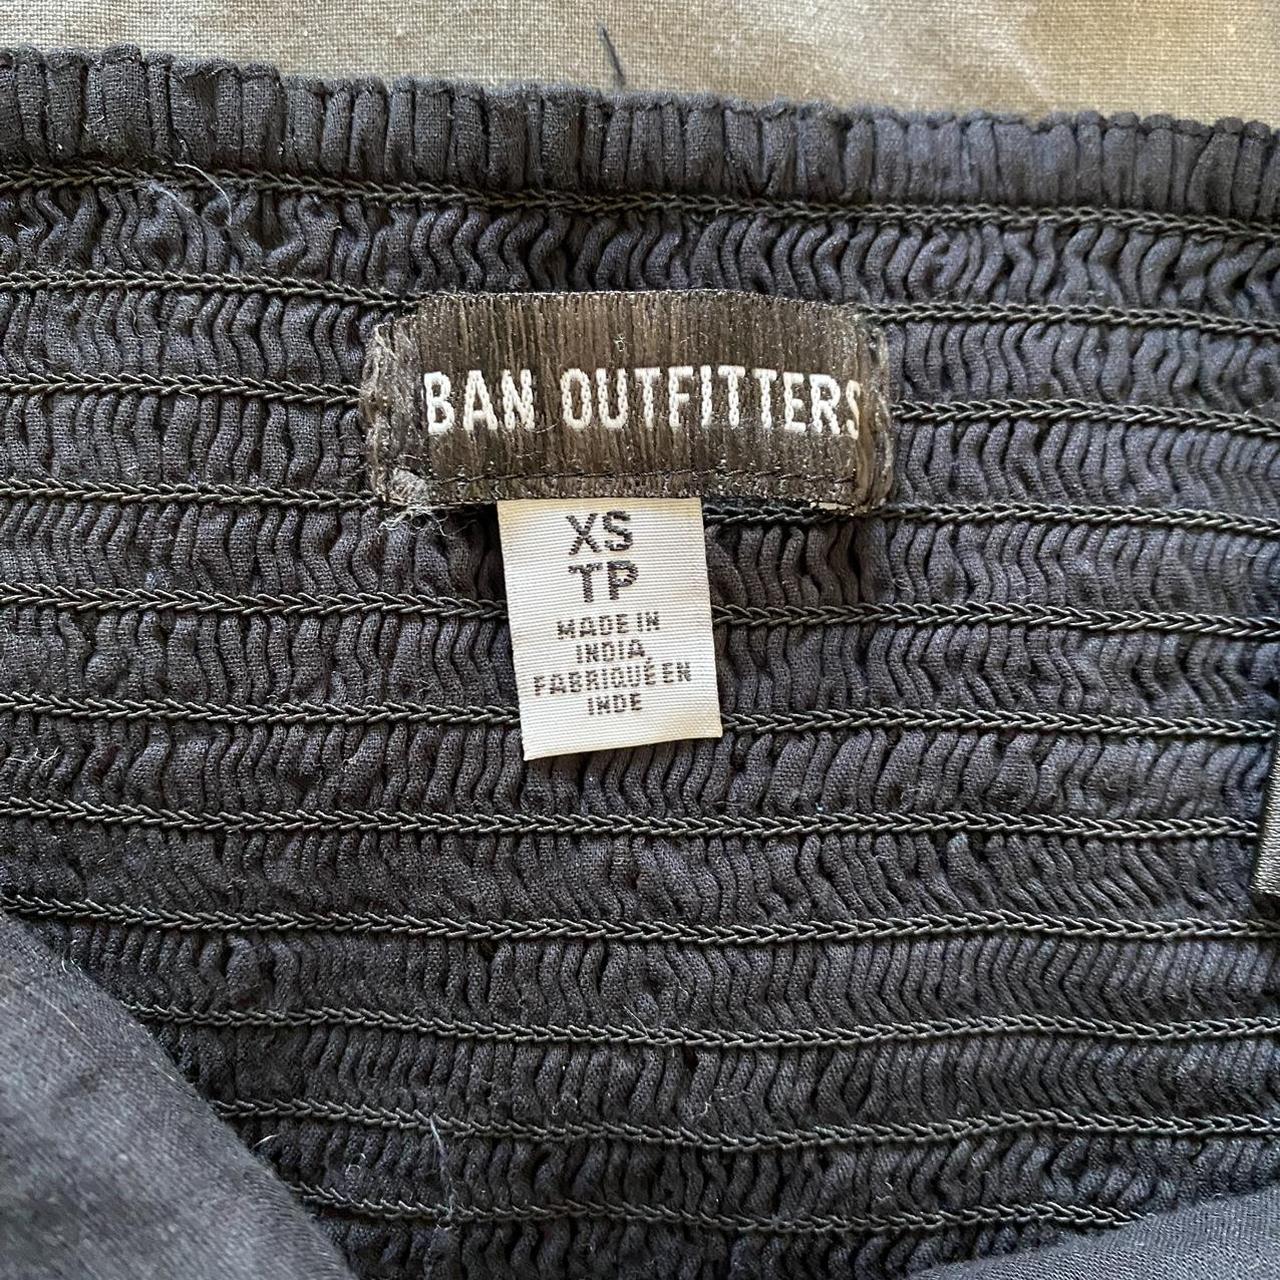 BAN OUTFITTERS
XS
TP
MADE IN
INDIA
FABRIQUÉ EN
INDE